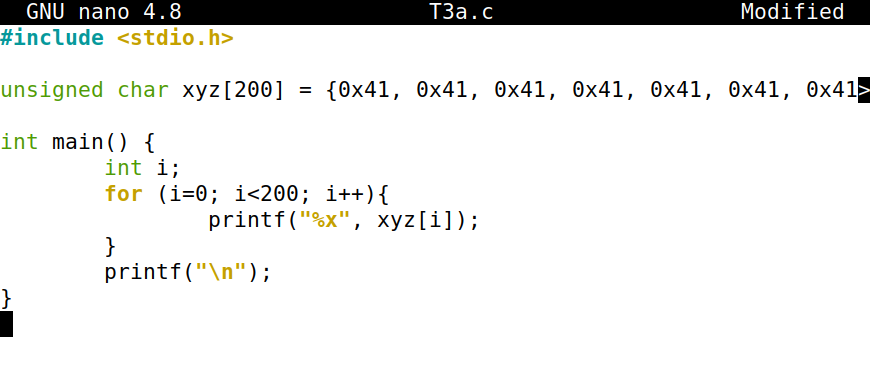 GNU nano 4.8 T3a.c Modified
#include <stdio.h>
unsigned char xyz[200] = {0x41, 0x41, 0x41, 0x41, 0x41, 0x41, 0x41>
int main() {
int i;
for (i=0; i<200; i++){
printf("%x", xyz[i]);
}
printf("\n");
}